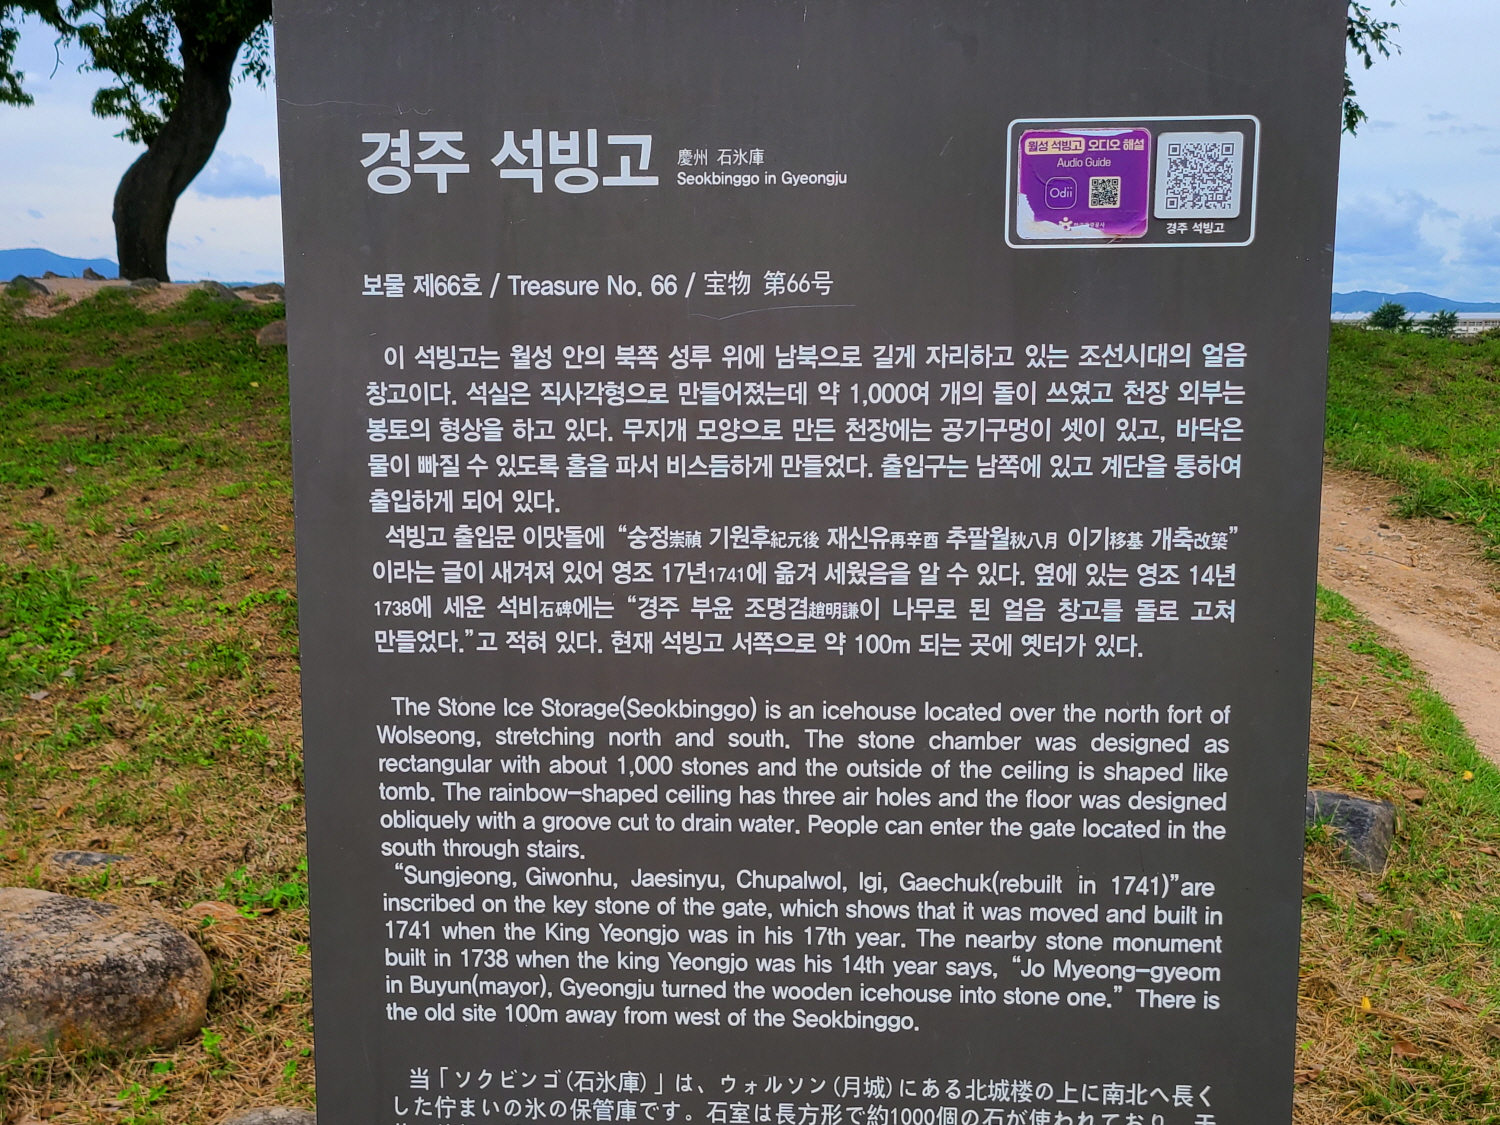 경주 석빙고
慶州 石氷庫
Seokbinggo in Gyeongju
월성 석빙고 오디오 해설
Audio Guide
Odii
경주 석빙고
보물 제66호 / Treasure No. 66 / 宝物 第66号
이 석빙고는 월성 안의 북쪽 성루 위에 남북으로 길게 자리하고 있는 조선시대의 얼음
창고이다. 석실은 직사각형으로 만들어졌는데 약 1,000여 개의 돌이 쓰였고 천장 외부는
봉토의 형상을 하고 있다. 무지개 모양으로 만든 천장에는 공기구멍이 셋이 있고, 바닥은
물이 빠질 수 있도록 홈을 파서 비스듬하게 만들었다. 출입구는 남쪽에 있고 계단을 통하여
출입하게 되어 있다.
석빙고 출입문 이맛돌에 “숭정崇禎 기원후紀元後 재신유再辛酉 추팔월秋八月 이기移基 개축改築”
이라는 글이 새겨져 있어 영조 17년1741에 옮겨 세웠음을 알 수 있다. 옆에 있는 영조 14년
1738에 세운 석비石碑에는 “경주 부윤 조명겸趙明謙이 나무로 된 얼음 창고를 돌로 고쳐
만들었다.”고 적혀 있다. 현재 석빙고 서쪽으로 약 100m 되는 곳에 옛터가 있다.
The Stone Ice Storage(Seokbinggo) is an icehouse located over the north fort of
Wolseong, stretching north and south. The stone chamber was designed as
rectangular with about 1,000 stones and the outside of the ceiling is shaped like
tomb. The rainbow-shaped ceiling has three air holes and the floor was designed
obliquely with a groove cut to drain water. People can enter the gate located in the
south through stairs.
“Sungjeong, Giwonhu, Jaesinyu, Chupalwol, Igi, Gaechuk(rebuilt in 1741)”are
inscribed on the key stone of the gate, which shows that it was moved and built in
1741 when the King Yeongjo was in his 17th year. The nearby stone monument
built in 1738 when the king Yeongjo was his 14th year says, “Jo Myeong-gyeom
in Buyun(mayor), Gyeongju turned the wooden icehouse into stone one.” There is
the old site 100m away from west of the Seokbinggo.
当「ソクビンゴ(石氷庫)」は、ウォルソン(月城)にある北城楼の上に南北へ長く
した佇まいの氷の保管庫です。石室は長方形で約1000個の石が使われており、天